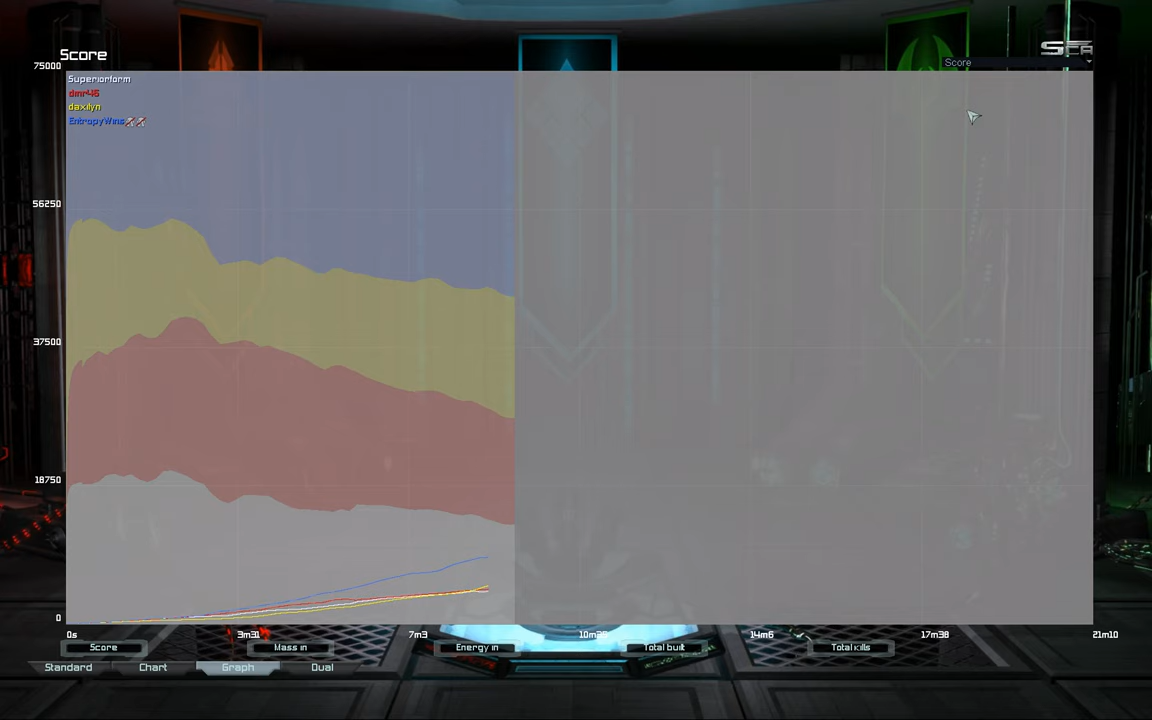 Score
75000
Score
Superiorform
dmr46
daxilyn
EntropyWins
56250
37500
18750
0
0s
3m31
7m3
14m6
17m38
21m10
Score
Mass in
Energy in
Total built
Total kills
Standard
Chart
Graph
Dual